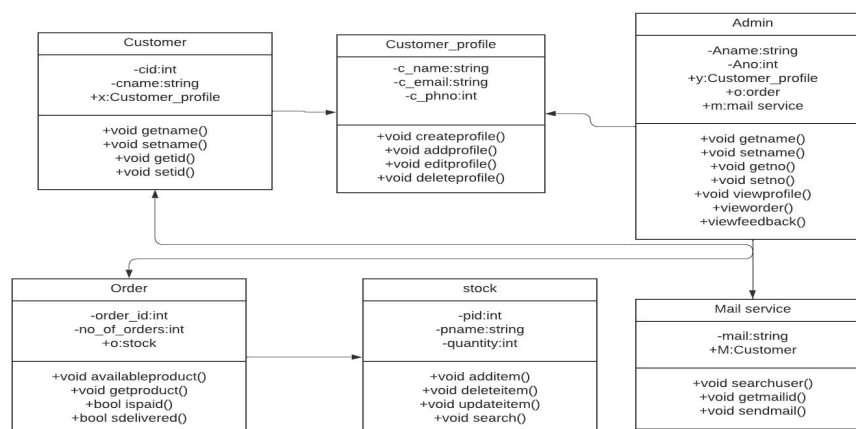 Customer
-cid:int
-cname:string
+x:Customer_profile
+void getname()
+void setname()
+void getid()
+void setid()
Customer_profile
-c_name:string
-c_email:string
-c_phno:int
+void createprofile()
+void addprofile()
+void editprofile()
+void deleteprofile()
Admin
-Aname:string
-Ano:int
+y:Customer_profile
+o:order
+m:mail service
+void getname()
+void setname()
+void getno()
+void setno()
+void viewprofile()
+vieworder()
+viewfeedback()
Order
-order_id:int
-no_of_orders:int
+o:stock
+void availableproduct()
+void getproduct()
+bool ispaid()
+bool sdelivered()
stock
-pid:int
-pname:string
-quantity:int
+void additem()
+void deleteitem()
+void updateitem()
+void search()
Mail service
-mail:string
+M:Customer
+void searchuser()
+void getmailid()
+void sendmail()